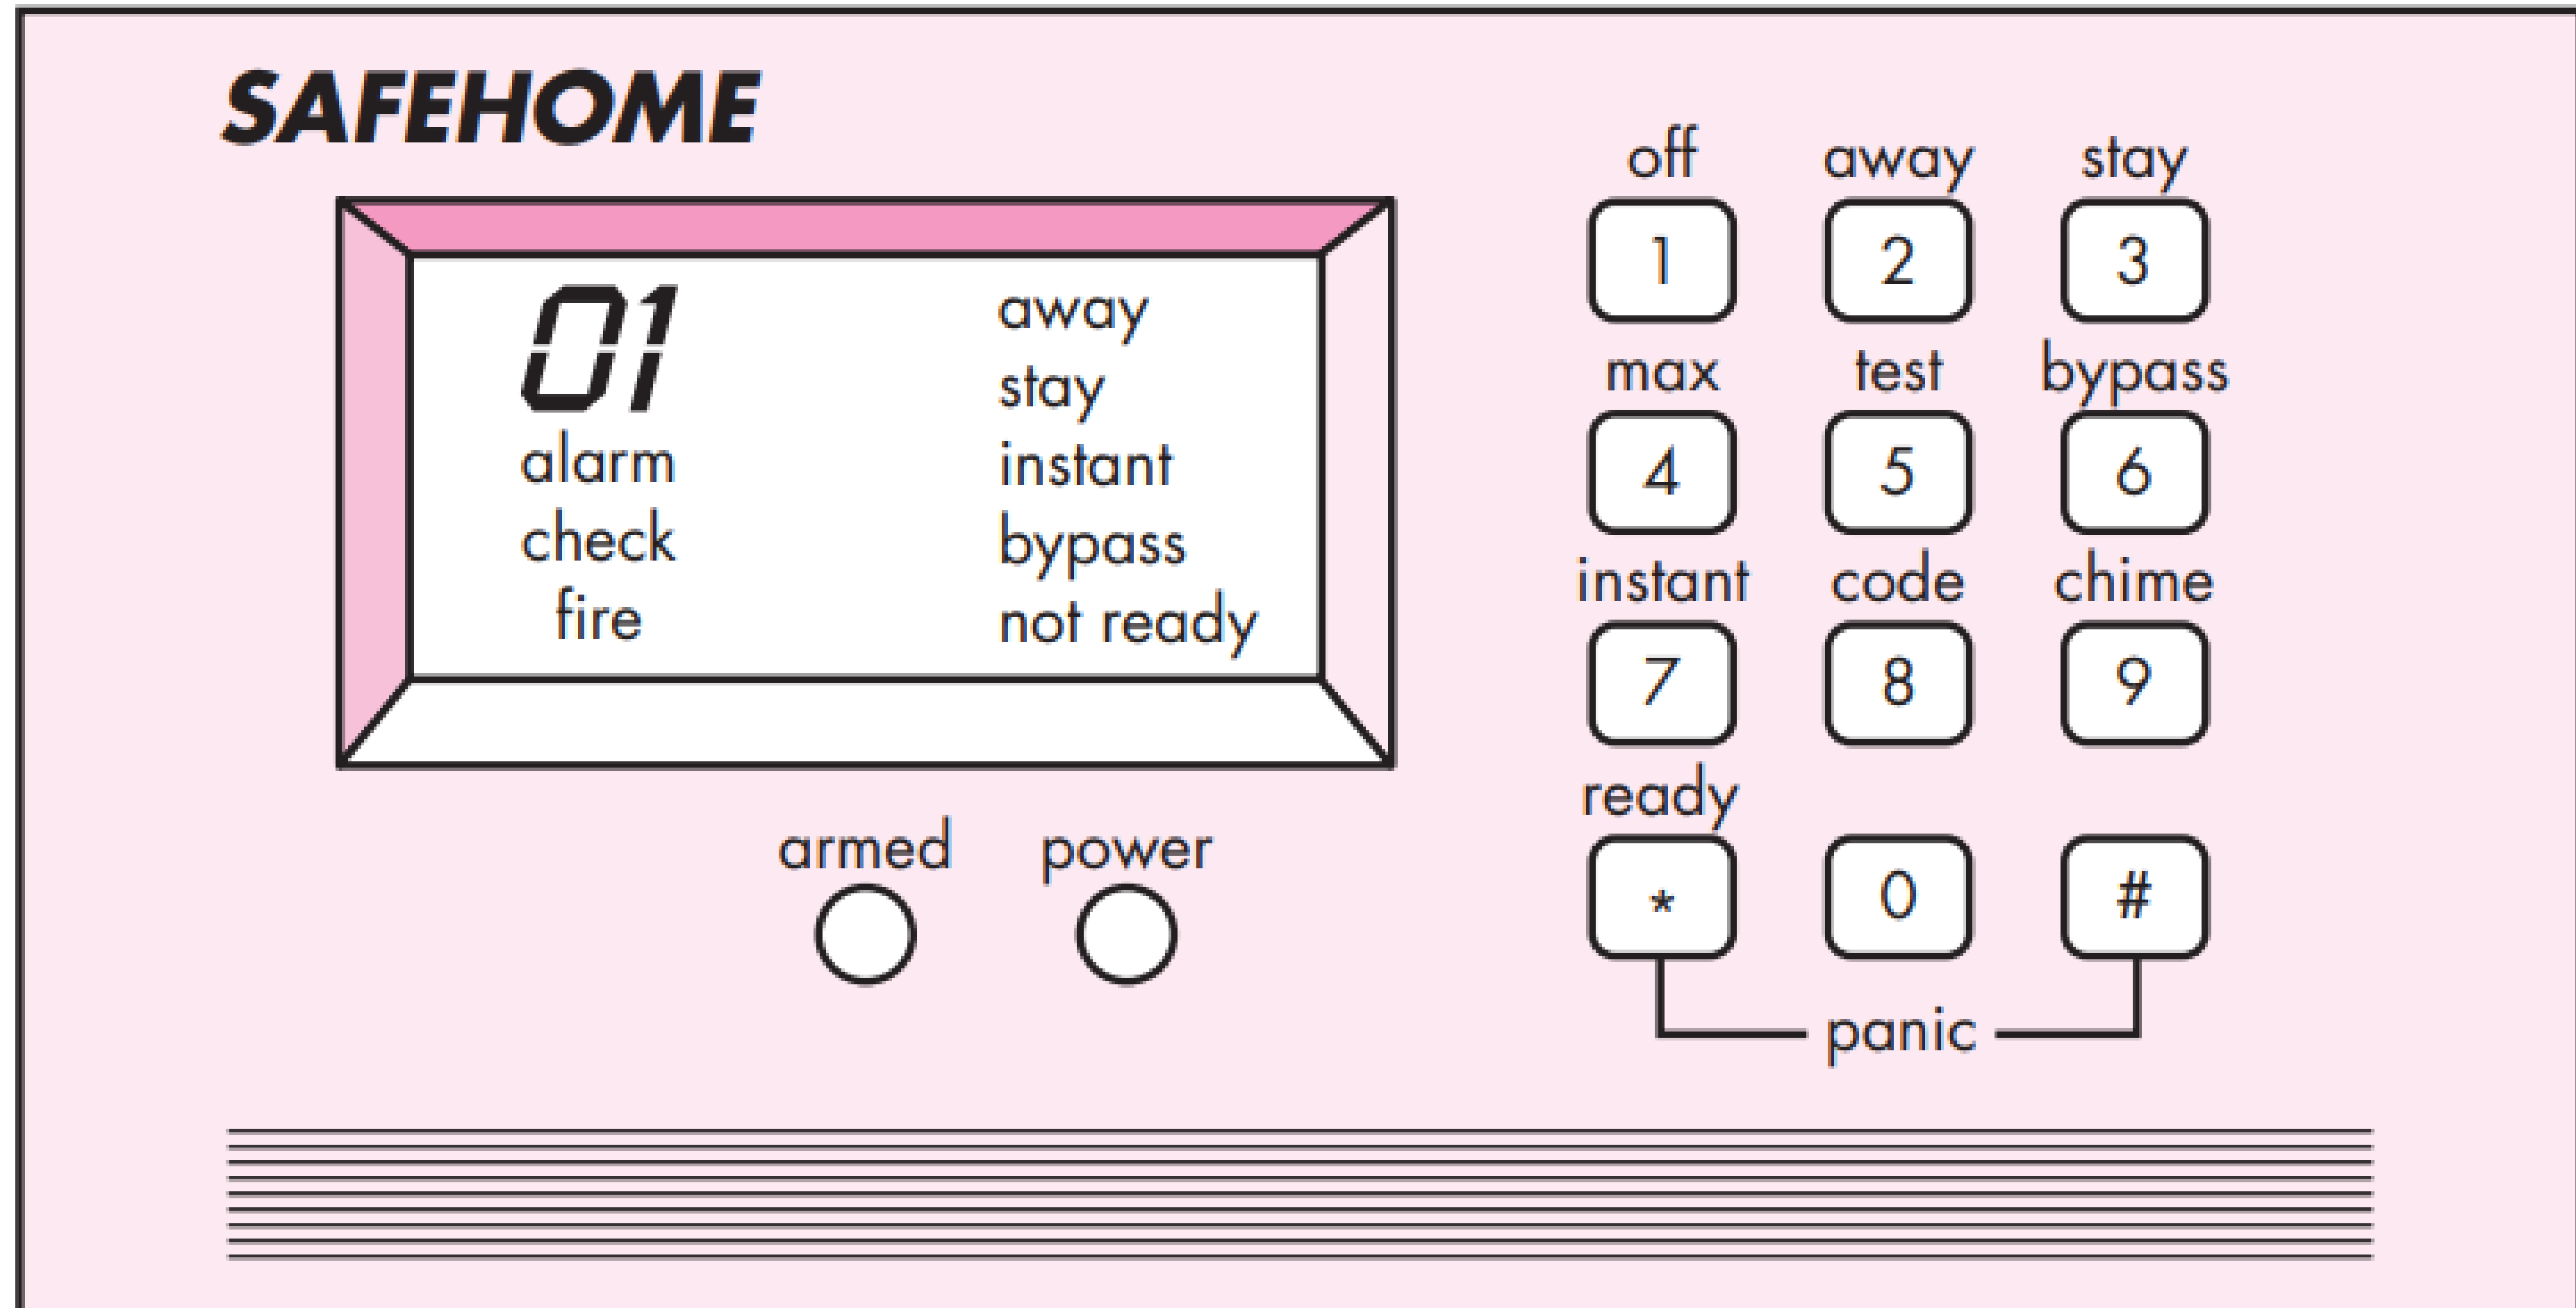 SAFEHOME
01
alarm
check
fire
away
stay
instant
bypass
not ready
armed power
off away stay
1 2 3
max test bypass
4 5 6
instant code chime
7 8 9
ready
* 0 #
panic